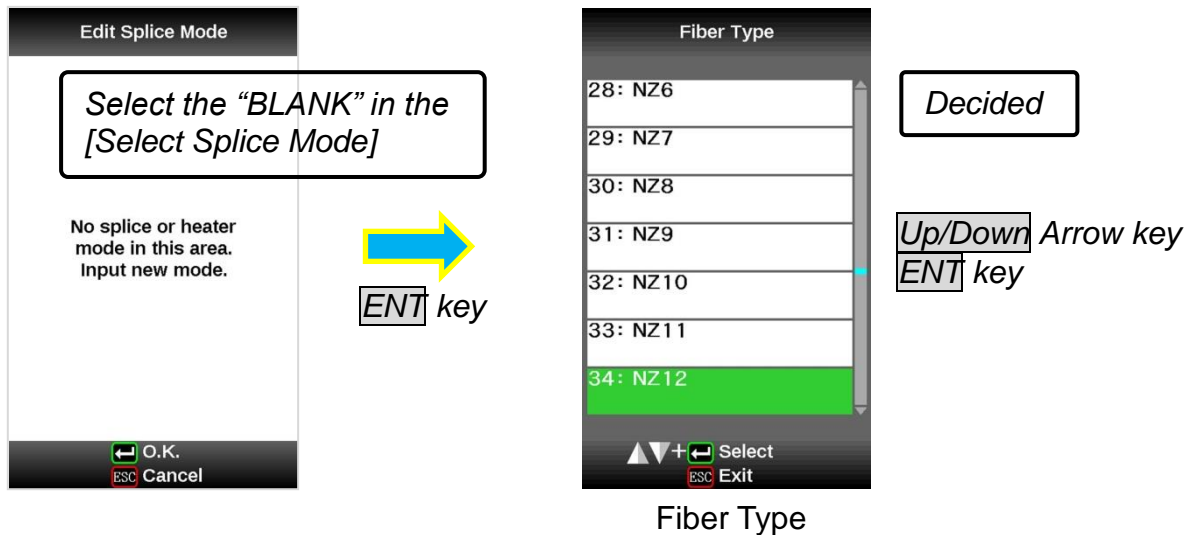 Edit Splice Mode
Select the “BLANK” in the
[Select Splice Mode]
No splice or heater
mode in this area.
Input new mode.
O.K.
ESC Cancel
ENT key
Fiber Type
28: NZ6
29: NZ7
30: NZ8
31: NZ9
32: NZ10
33: NZ11
34: NZ12
+ Select
ESC Exit
Fiber Type
Decided
Up/Down Arrow key
ENT key